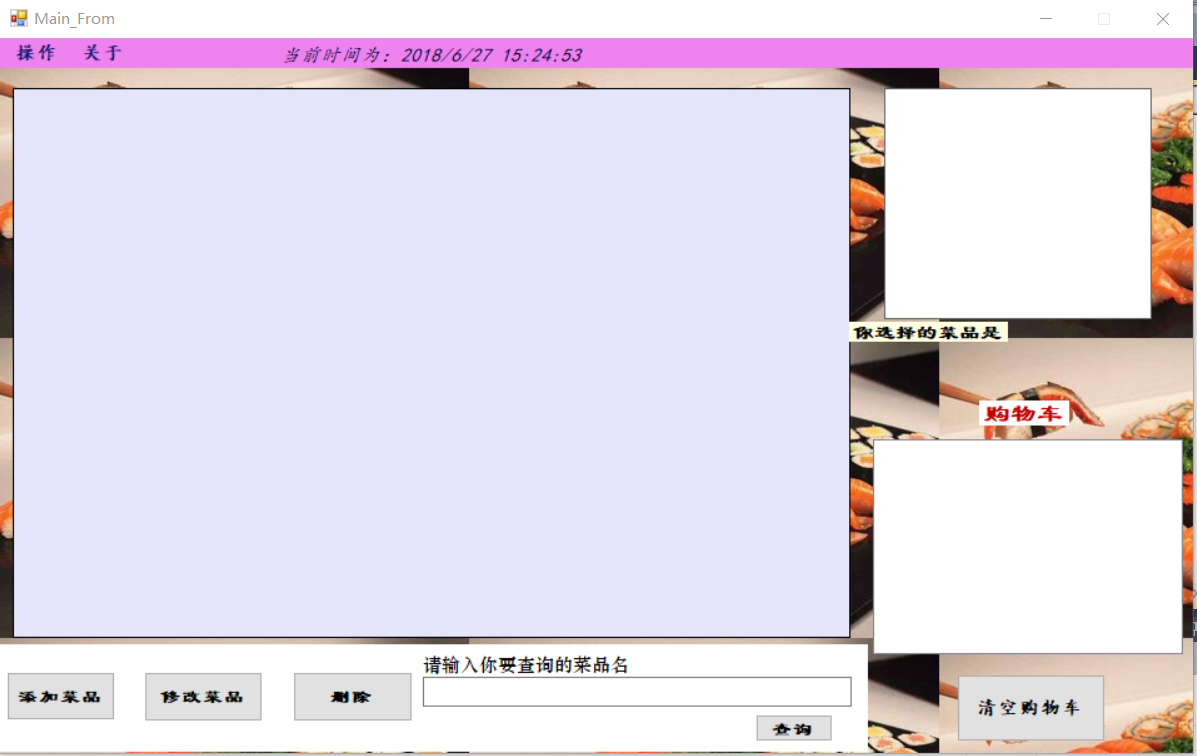 Main_From
操作 关于 当前时间为：2018/6/27 15:24:53
你选择的菜品是
购物车
请输入你要查询的菜品名
添加菜品 修改菜品 删除
查询
清空购物车